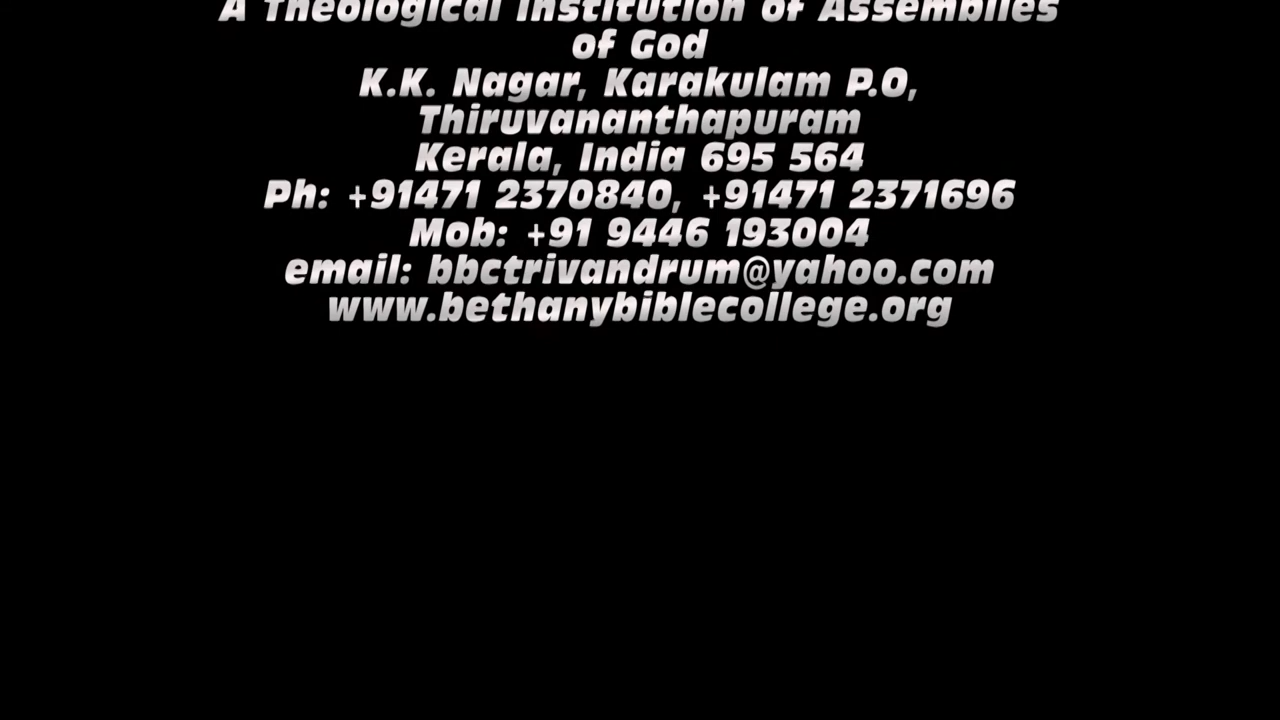 A Theological Institution of Assemblies
of God
K.K. Nagar, Karakulam P.O,
Thiruvananthapuram
Kerala, India 695 564
Ph: +91471 2370840, +91471 2371696
Mob: +91 9446 193004
email: bbctrivandrum@yahoo.com
www.bethanybiblecollege.org